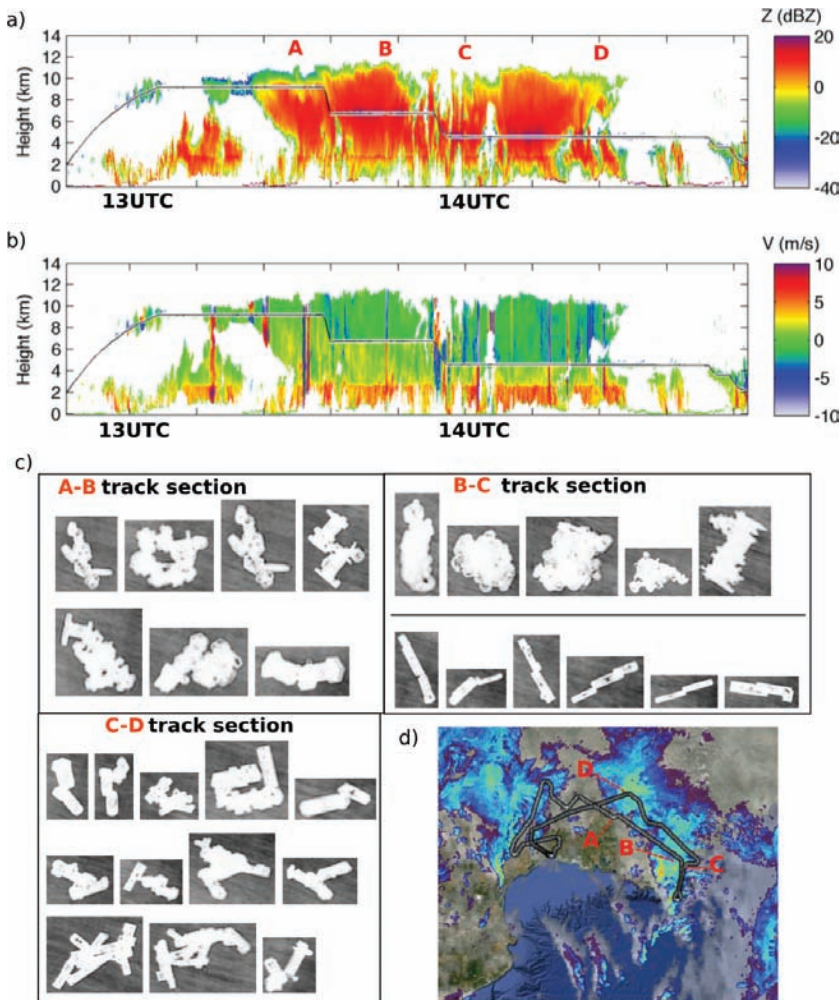 a)
Z (dBZ)
A B C D
14
12
10
8
6
4
2
0
Height (km)
13UTC 14UTC
20
0
-20
-40
b)
V (m/s)
14
12
10
8
6
4
2
0
Height (km)
13UTC 14UTC
10
5
0
-5
-10
c)
A-B track section
B-C track section
C-D track section
d)
D
A
B
C